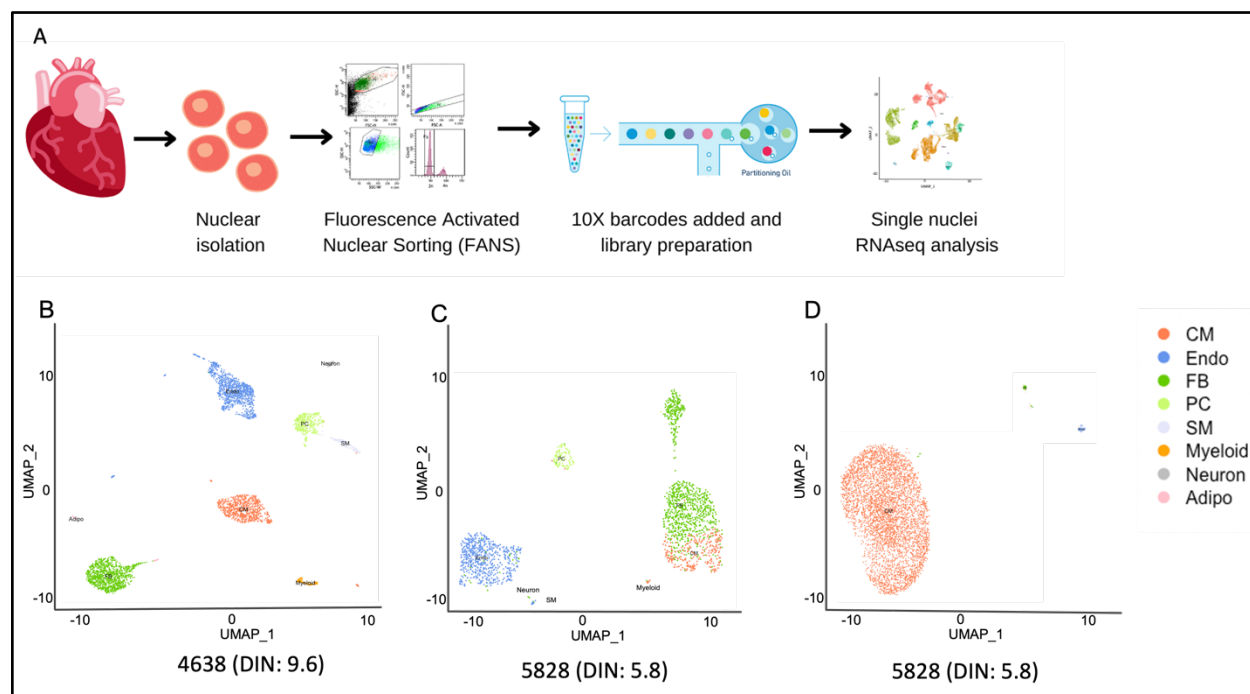 A
Partitioning Oil
UMAP_1
Nuclear
isolation
Fluorescence Activated
Nuclear Sorting (FANS)
10X barcodes added and
library preparation
Single nuclei
RNAseq analysis
B
10
0
-10
UMAP_2
Neuron
Endo
PC
SM
CM
Adipo
FB
Myeloid
-10
0
10
UMAP_1
4638 (DIN: 9.6)
C
10
0
-10
UMAP_2
PC
FB
CM
Endo
Neuron
SM
Myeloid
-10
0
10
UMAP_1
5828 (DIN: 5.8)
D
10
0
-10
UMAP_2
CM
-10
0
10
UMAP_1
5828 (DIN: 5.8)
CM
Endo
FB
PC
SM
Myeloid
Neuron
Adipo